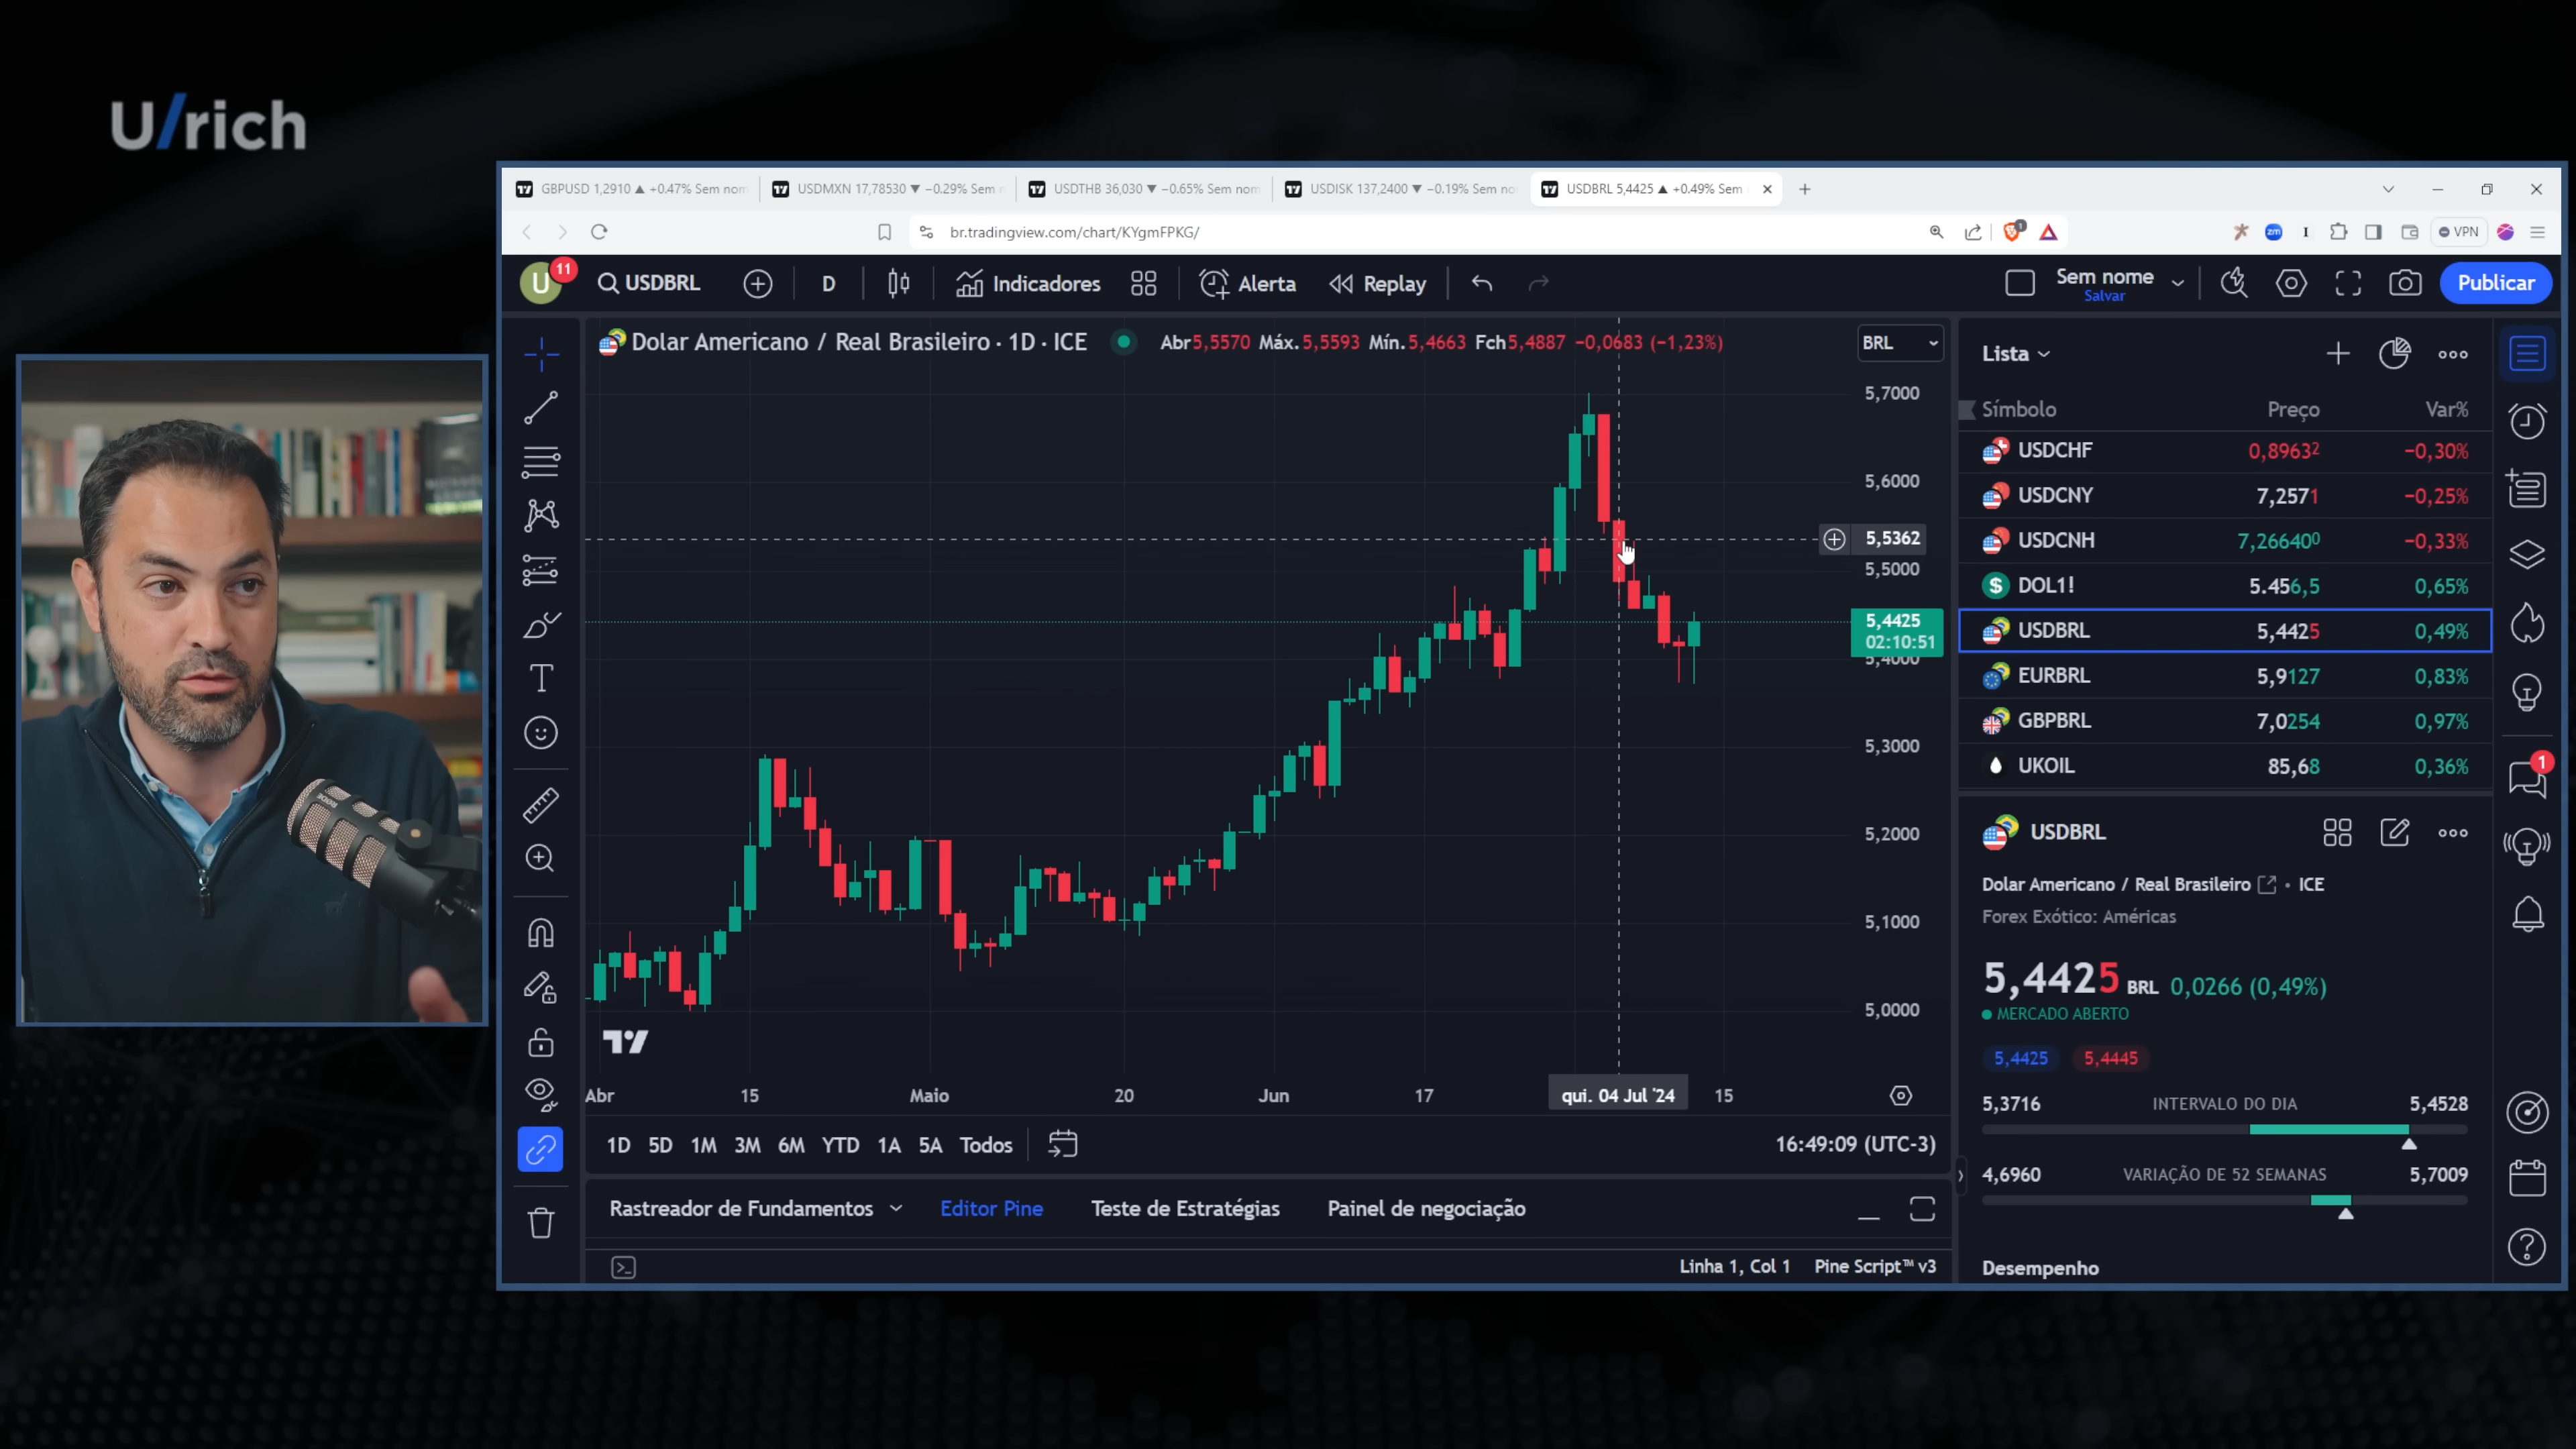 U/rich
GBPUSD 1,2910 ▲ +0.47% Sem nom
USDMXN 17,78530 ▼ −0.29% Sem
USDTHB 36,030 ▼ −0.65% Sem nom
USDISK 137,2400 ▼ −0.19% Sem no
USDBRL 5,4425 ▲ +0.49% Sem
br.tradingview.com/chart/KYgmFPKG/
1
zm
VPN
U
11
USDBRL
D
Indicadores
Alerta
Replay
Sem nome
Salvar
Publicar
Dolar Americano / Real Brasileiro · 1D · ICE
Abr5,5570 Máx.5,5593 Mín.5,4663 Fch5,4887 −0,0683 (−1,23%)
BRL
5,7000
5,6000
5,5362
5,5000
5,4425
02:10:51
5,4000
5,3000
5,2000
5,1000
5,0000
Abr
15
Maio
20
Jun
17
qui. 04 Jul '24
15
1D 5D 1M 3M 6M YTD 1A 5A Todos
16:49:09 (UTC-3)
Rastreador de Fundamentos
Editor Pine
Teste de Estratégias
Painel de negociação
Linha 1, Col 1
Pine Script™ v3
Lista
Símbolo Preço Var%
USDCHF 0,89632 −0,30%
USDCNY 7,2571 −0,25%
USDCNH 7,266400 −0,33%
DOL1! 5.456,5 0,65%
USDBRL 5,4425 0,49%
EURBRL 5,9127 0,83%
GBPBRL 7,0254 0,97%
UKOIL 85,68 0,36%
1
USDBRL
Dolar Americano / Real Brasileiro · ICE
Forex Exótico: Américas
5,4425 BRL 0,0266 (0,49%)
MERCADO ABERTO
5,4425 5,4445
5,3716 INTERVALO DO DIA 5,4528
4,6960 VARIAÇÃO DE 52 SEMANAS 5,7009
Desempenho